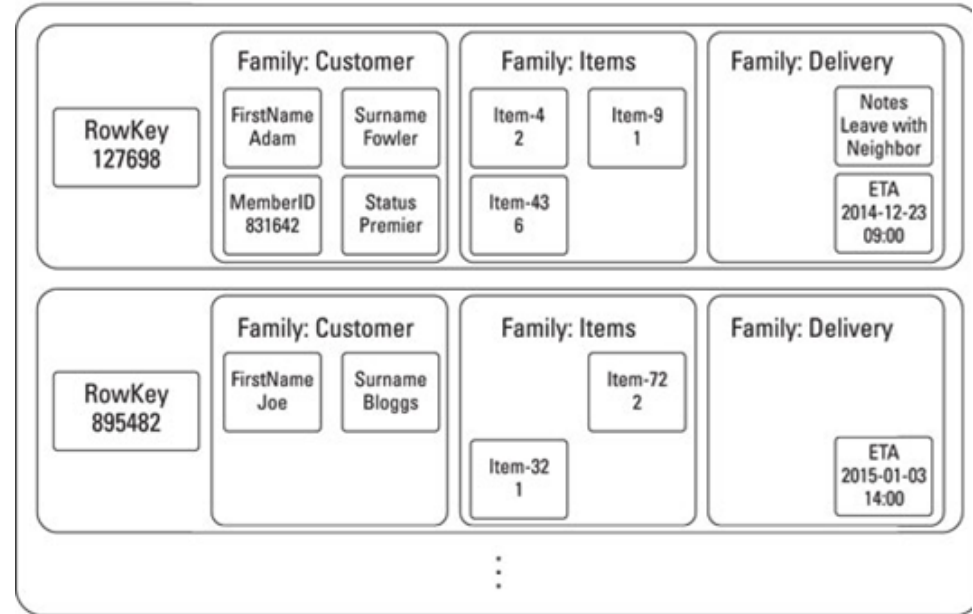 Family: Customer
Family: Items
Family: Delivery
RowKey
127698
FirstName
Adam
Surname
Fowler
MemberID
831642
Status
Premier
Item-4
2
Item-9
1
Item-43
6
Notes
Leave with
Neighbor
ETA
2014-12-23
09:00
Family: Customer
Family: Items
Family: Delivery
RowKey
895482
FirstName
Joe
Surname
Bloggs
Item-72
2
Item-32
1
ETA
2015-01-03
14:00